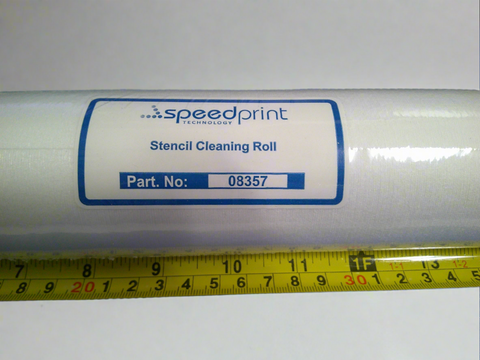 speedprint
TECHNOLOGY
Stencil Cleaning Roll
Part. No: 08357
7 8 9 10 11 1F 13
8 9 20 1 2 3 4 5 6 7 8 9 30 1 2 3 4 5